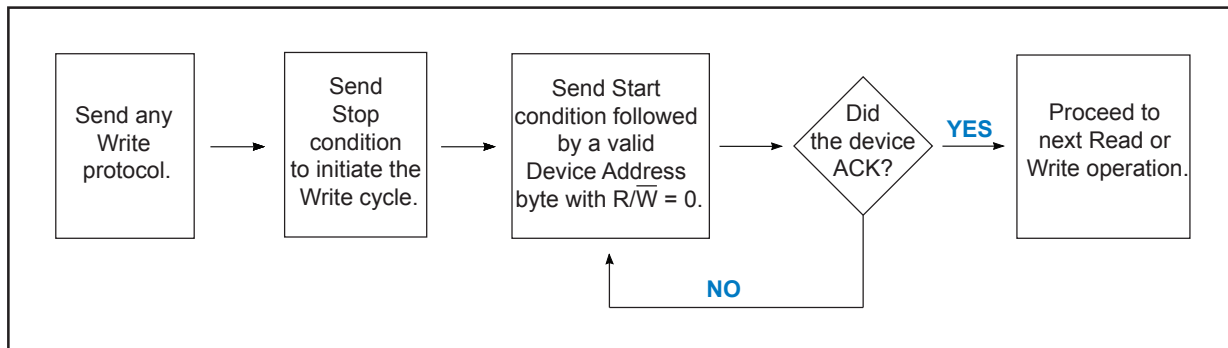 Send any
Write
protocol.
Send
Stop
condition
to initiate the
Write cycle.
Send Start
condition followed
by a valid
Device Address
byte with R/W̅ = 0.
Did
the device
ACK?
YES
NO
Proceed to
next Read or
Write operation.